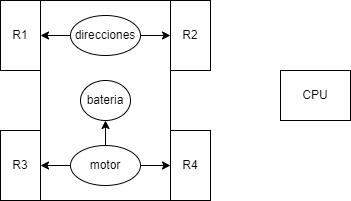 R1
direcciones
R2
bateria
CPU
R3
motor
R4